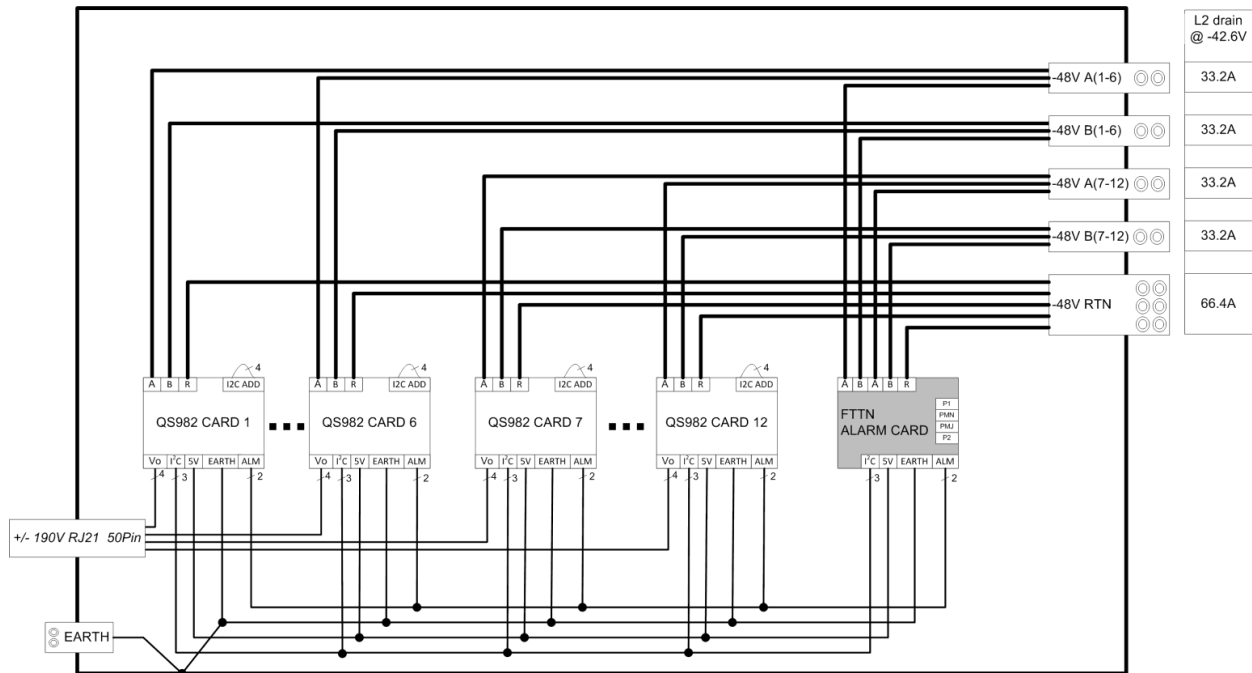 L2 drain
@ -42.6V
-48V A(1-6)
33.2A
-48V B(1-6)
33.2A
-48V A(7-12)
33.2A
-48V B(7-12)
33.2A
-48V RTN
66.4A
4
4
4
4
A B R I2C ADD
A B R I2C ADD
A B R I2C ADD
A B R I2C ADD
A B A B R
QS982 CARD 1
QS982 CARD 6
QS982 CARD 7
QS982 CARD 12
FTTN
ALARM CARD
P1
PMN
PMJ
P2
Vo I²C 5V EARTH ALM
Vo I²C 5V EARTH ALM
Vo I²C 5V EARTH ALM
Vo I²C 5V EARTH ALM
I²C 5V EARTH ALM
4 3 2
4 3 2
4 3 2
4 3 2
3 2
+/- 190V RJ21 50Pin
EARTH